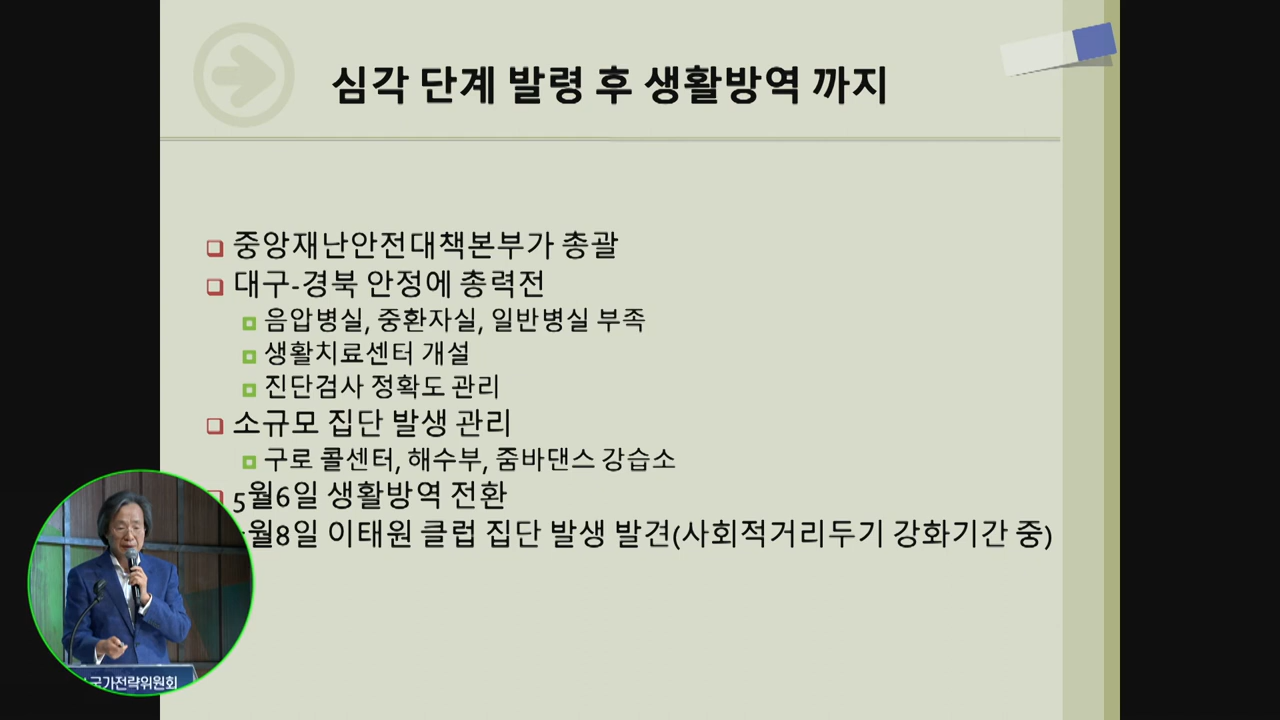 심각 단계 발령 후 생활방역 까지
중앙재난안전대책본부가 총괄
대구-경북 안정에 총력전
음압병실, 중환자실, 일반병실 부족
생활치료센터 개설
진단검사 정확도 관리
소규모 집단 발생 관리
구로 콜센터, 해수부, 줌바댄스 강습소
5월6일 생활방역 전환
월8일 이태원 클럽 집단 발생 발견(사회적거리두기 강화기간 중)
국가전략위원회